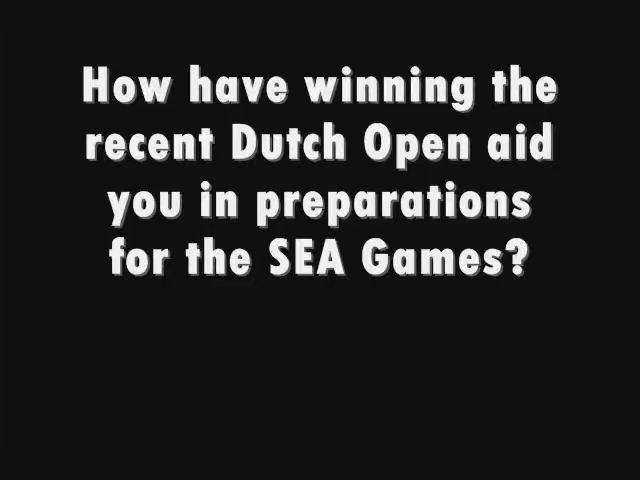 How have winning the
recent Dutch Open aid
you in preparations
for the SEA Games?